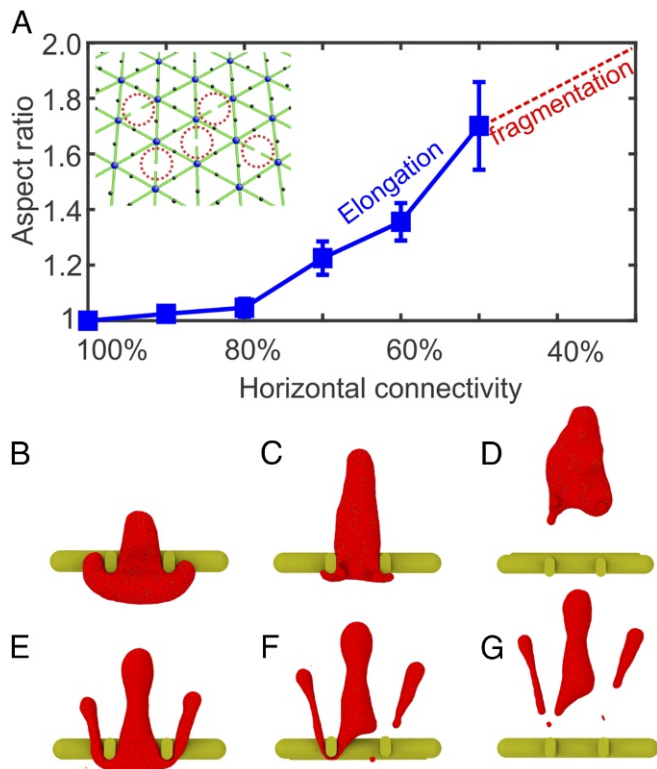 A
2.0
1.8
1.6
1.4
1.2
1
Aspect ratio
Elongation
fragmentation
100%
80%
60%
40%
Horizontal connectivity
B
C
D
E
F
G